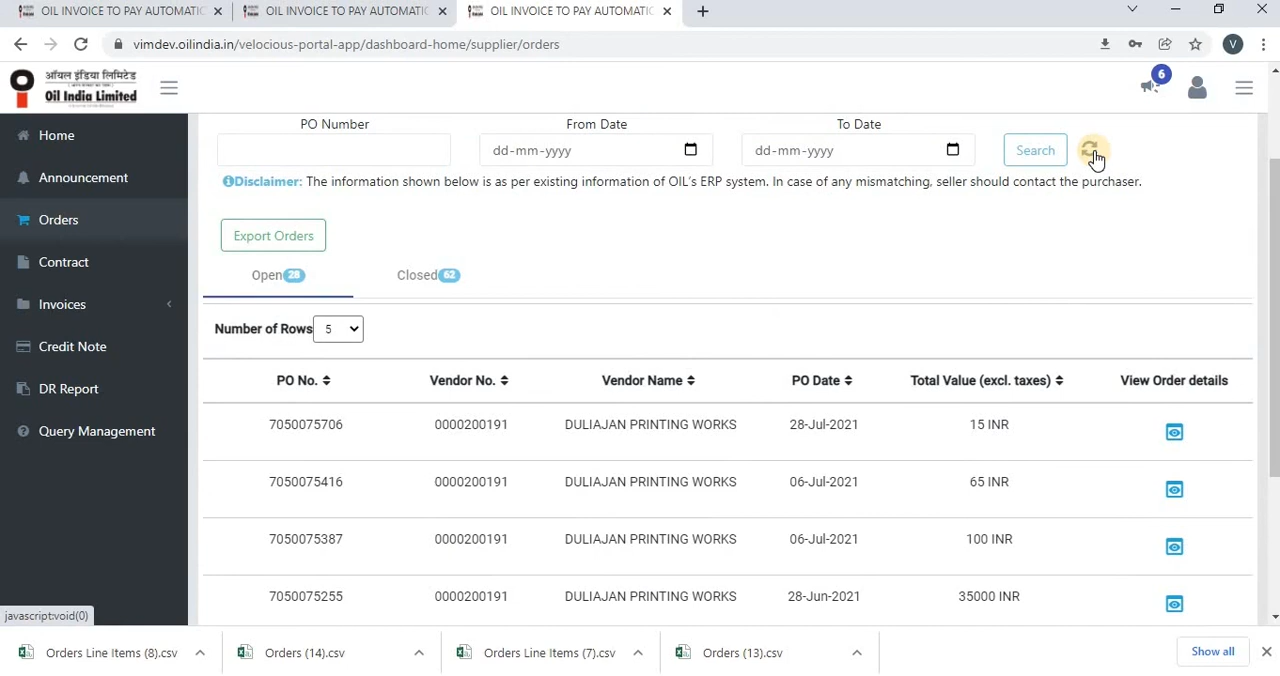 OIL INVOICE TO PAY AUTOMATIC
OIL INVOICE TO PAY AUTOMATIC
OIL INVOICE TO PAY AUTOMATIC
vimdev.oilindia.in/velocious-portal-app/dashboard-home/supplier/orders
V
ऑयल इंडिया लिमिटेड
Oil India Limited
6
Home
Announcement
Orders
Contract
Invoices
Credit Note
DR Report
Query Management
PO Number From Date To Date
dd-mm-yyyy dd-mm-yyyy Search
Disclaimer: The information shown below is as per existing information of OIL's ERP system. In case of any mismatching, seller should contact the purchaser.
Export Orders
Open 28 Closed 62
Number of Rows 5
PO No. Vendor No. Vendor Name PO Date Total Value (excl. taxes) View Order details
7050075706 0000200191 DULIAJAN PRINTING WORKS 28-Jul-2021 15 INR
7050075416 0000200191 DULIAJAN PRINTING WORKS 06-Jul-2021 65 INR
7050075387 0000200191 DULIAJAN PRINTING WORKS 06-Jul-2021 100 INR
7050075255 0000200191 DULIAJAN PRINTING WORKS 28-Jun-2021 35000 INR
javascript:void(0)
Orders Line Items (8).csv Orders (14).csv Orders Line Items (7).csv Orders (13).csv Show all